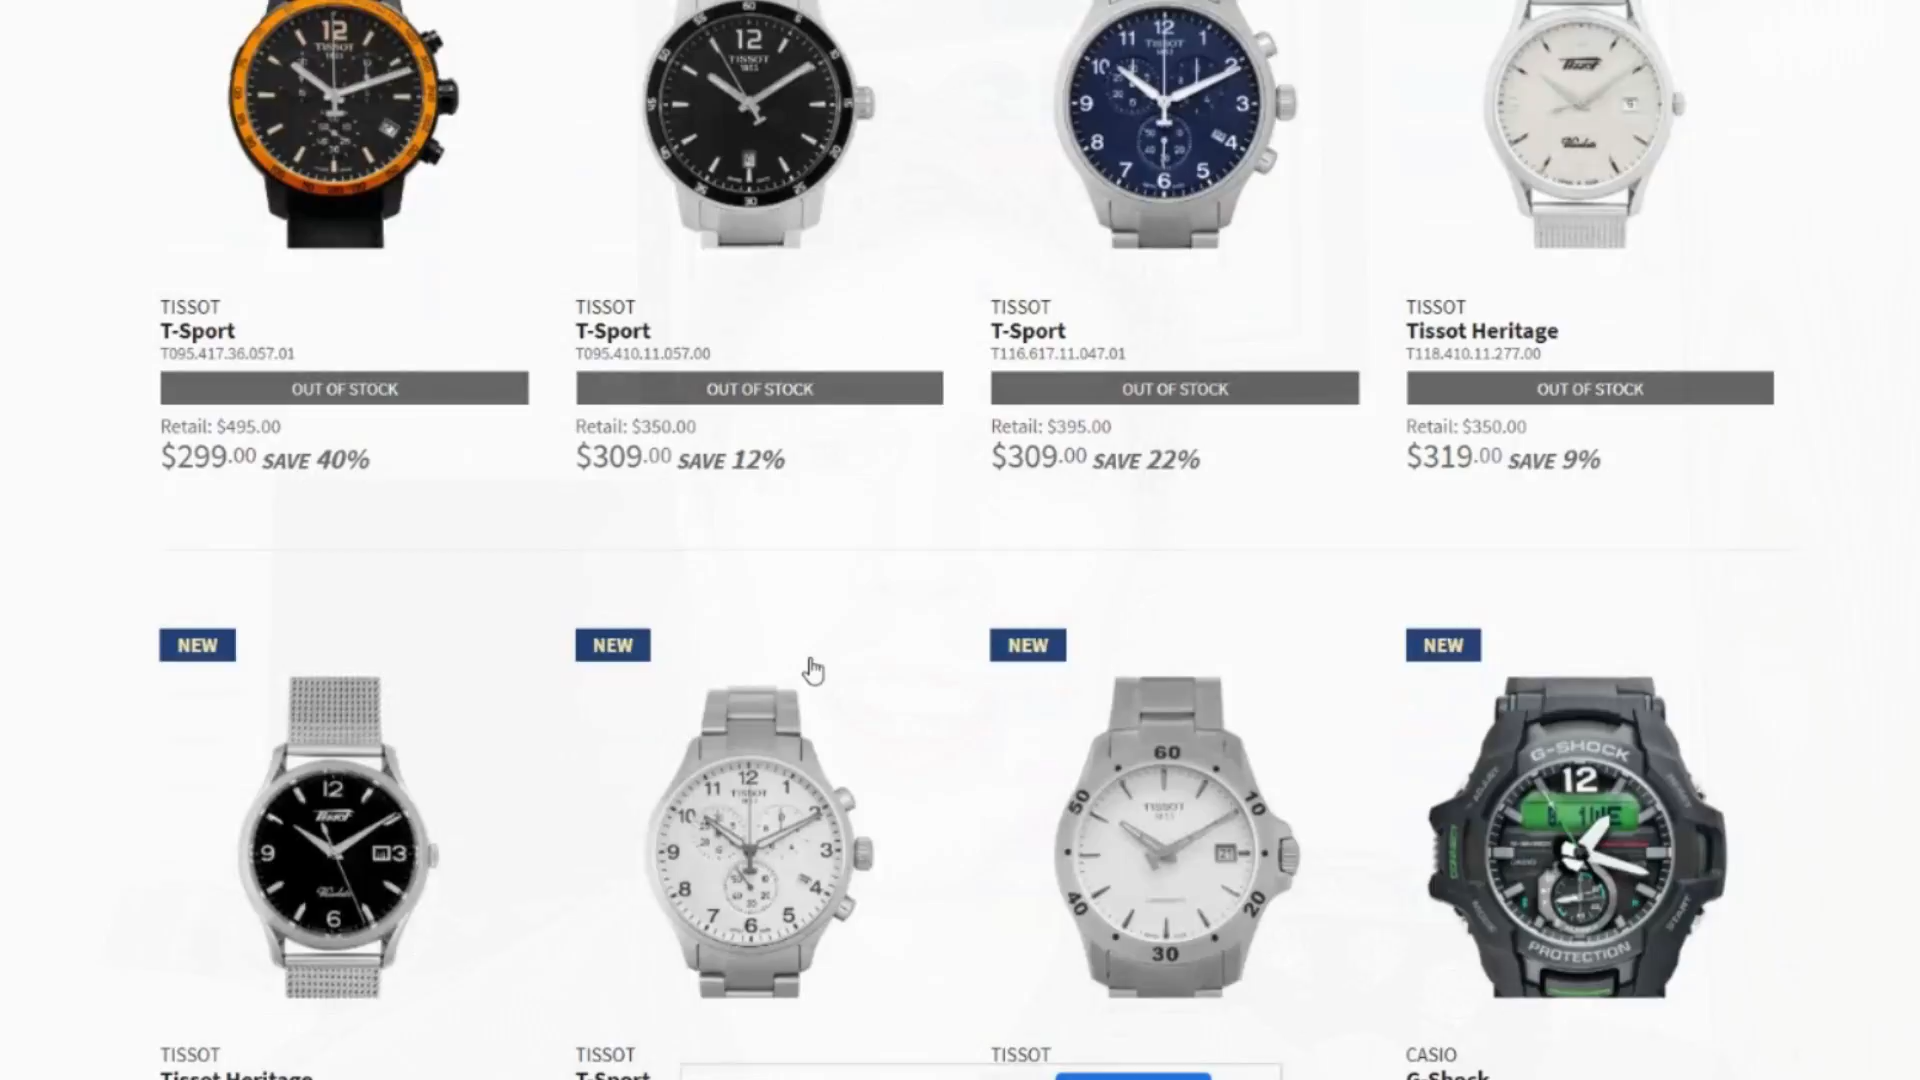 TISSOT
T-Sport
T095.417.36.057.01
OUT OF STOCK
Retail: $495.00
$299.00 SAVE 40%
TISSOT
T-Sport
T095.410.11.057.00
OUT OF STOCK
Retail: $350.00
$309.00 SAVE 12%
TISSOT
T-Sport
T116.617.11.047.01
OUT OF STOCK
Retail: $395.00
$309.00 SAVE 22%
TISSOT
Tissot Heritage
T118.410.11.277.00
OUT OF STOCK
Retail: $350.00
$319.00 SAVE 9%
NEW
TISSOT
Tissot Heritage
NEW
TISSOT
T-Sport
NEW
TISSOT
NEW
G-SHOCK
PROTECTION
CASIO
G-Shock